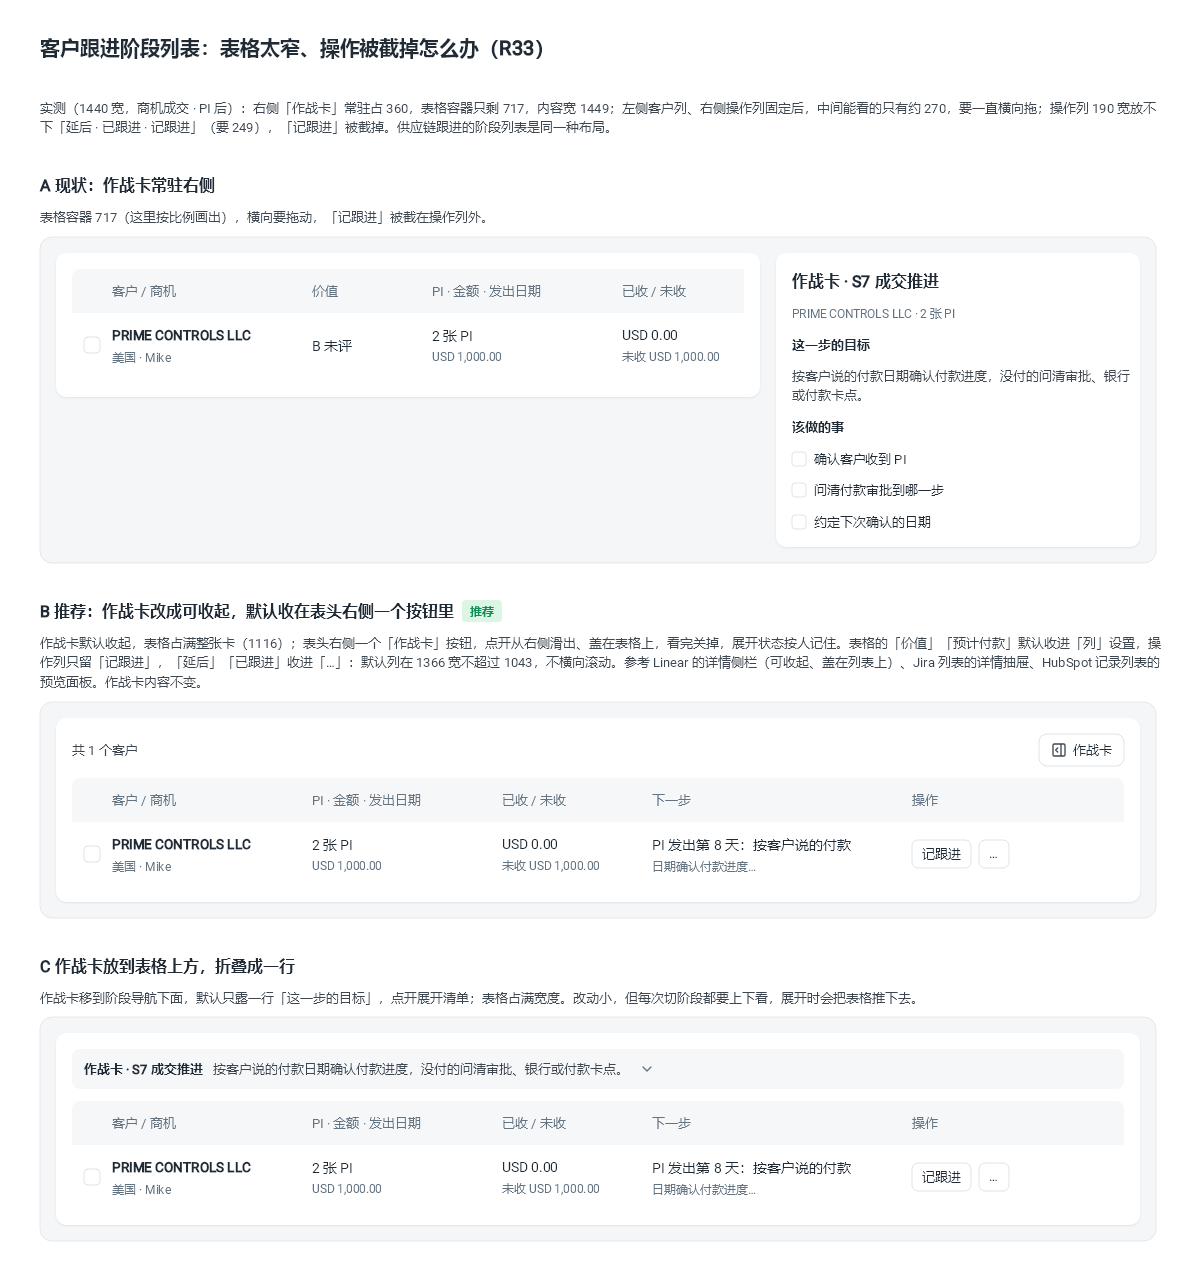 客户跟进阶段列表：表格太窄、操作被截掉怎么办（R33）
实测（1440 宽，商机成交 · PI 后）：右侧「作战卡」常驻占 360，表格容器只剩 717，内容宽 1449；左侧客户列、右侧操作列固定后，中间能看的只有约 270，要一直横向拖；操作列 190 宽放不
下「延后 · 已跟进 · 记跟进」（要 249），「记跟进」被截掉。供应链跟进的阶段列表是同一种布局。
A 现状：作战卡常驻右侧
表格容器 717（这里按比例画出），横向要拖动，「记跟进」被截在操作列外。
客户 / 商机 价值 PI · 金额 · 发出日期 已收 / 未收
PRIME CONTROLS LLC B 未评 2 张 PI USD 0.00
美国 · Mike USD 1,000.00 未收 USD 1,000.00
作战卡 · S7 成交推进
PRIME CONTROLS LLC · 2 张 PI
这一步的目标
按客户说的付款日期确认付款进度，没付的问清审批、银行
或付款卡点。
该做的事
确认客户收到 PI
问清付款审批到哪一步
约定下次确认的日期
B 推荐：作战卡改成可收起，默认收在表头右侧一个按钮里 推荐
作战卡默认收起，表格占满整张卡（1116）；表头右侧一个「作战卡」按钮，点开从右侧滑出、盖在表格上，看完关掉，展开状态按人记住。表格的「价值」「预计付款」默认收进「列」设置，操
作列只留「记跟进」，「延后」「已跟进」收进「…」：默认列在 1366 宽不超过 1043，不横向滚动。参考 Linear 的详情侧栏（可收起、盖在列表上）、Jira 列表的详情抽屉、HubSpot 记录列表的
预览面板。作战卡内容不变。
共 1 个客户 作战卡
客户 / 商机 PI · 金额 · 发出日期 已收 / 未收 下一步 操作
PRIME CONTROLS LLC 2 张 PI USD 0.00 PI 发出第 8 天：按客户说的付款 记跟进 …
美国 · Mike USD 1,000.00 未收 USD 1,000.00 日期确认付款进度…
C 作战卡放到表格上方，折叠成一行
作战卡移到阶段导航下面，默认只露一行「这一步的目标」，点开展开清单；表格占满宽度。改动小，但每次切阶段都要上下看，展开时会把表格推下去。
作战卡 · S7 成交推进 按客户说的付款日期确认付款进度，没付的问清审批、银行或付款卡点。
客户 / 商机 PI · 金额 · 发出日期 已收 / 未收 下一步 操作
PRIME CONTROLS LLC 2 张 PI USD 0.00 PI 发出第 8 天：按客户说的付款 记跟进 …
美国 · Mike USD 1,000.00 未收 USD 1,000.00 日期确认付款进度…